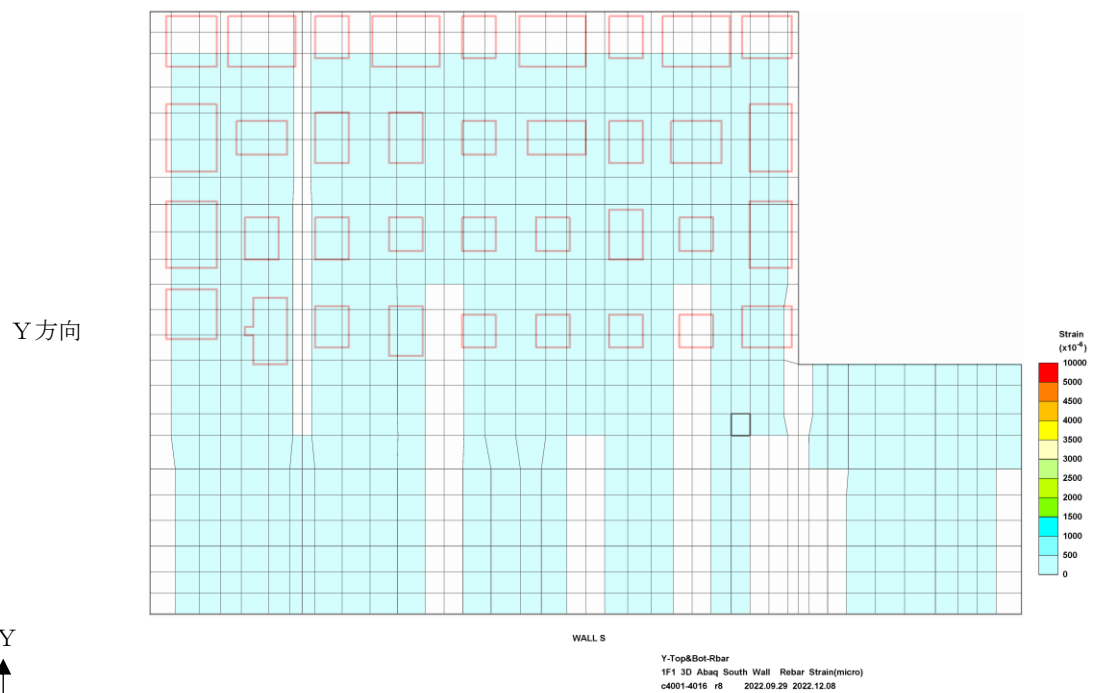 Y方向
Strain
(x10⁻⁶)
10000
5000
4500
4000
3500
3000
2500
2000
1500
1000
500
0
WALL S
Y
Y-Top&Bot-Rbar
1F1 3D Abaq South Wall Rebar Strain(micro)
c4001-4016 r8 2022.09.29 2022.12.08